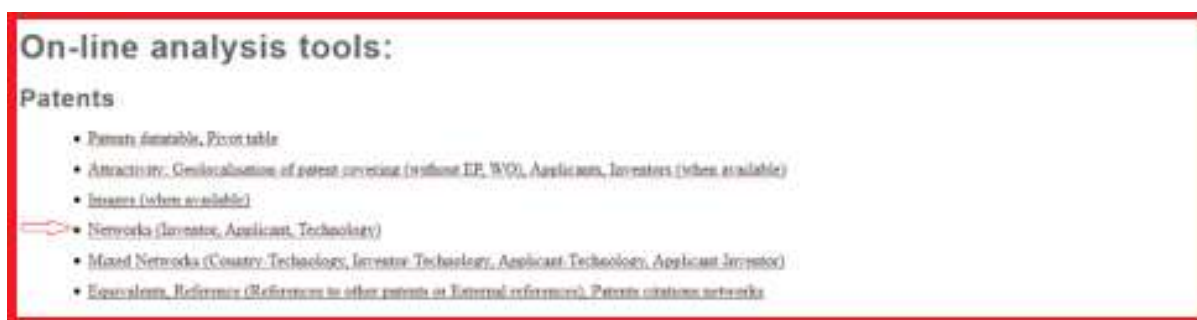 On-line analysis tools:
Patents
Patents datatable, Pivot table
Attractivity, Geolocalisation of patent covering (without EP, WO), Applicants, Inventors (when available)
Images (when available)
Networks (Inventor, Applicant, Technology)
Mixed Networks (Country Technology, Inventor Technology, Applicant Technology, Applicant Inventor)
Equivalents, Reference (References to other patents or External references), Patents citations networks